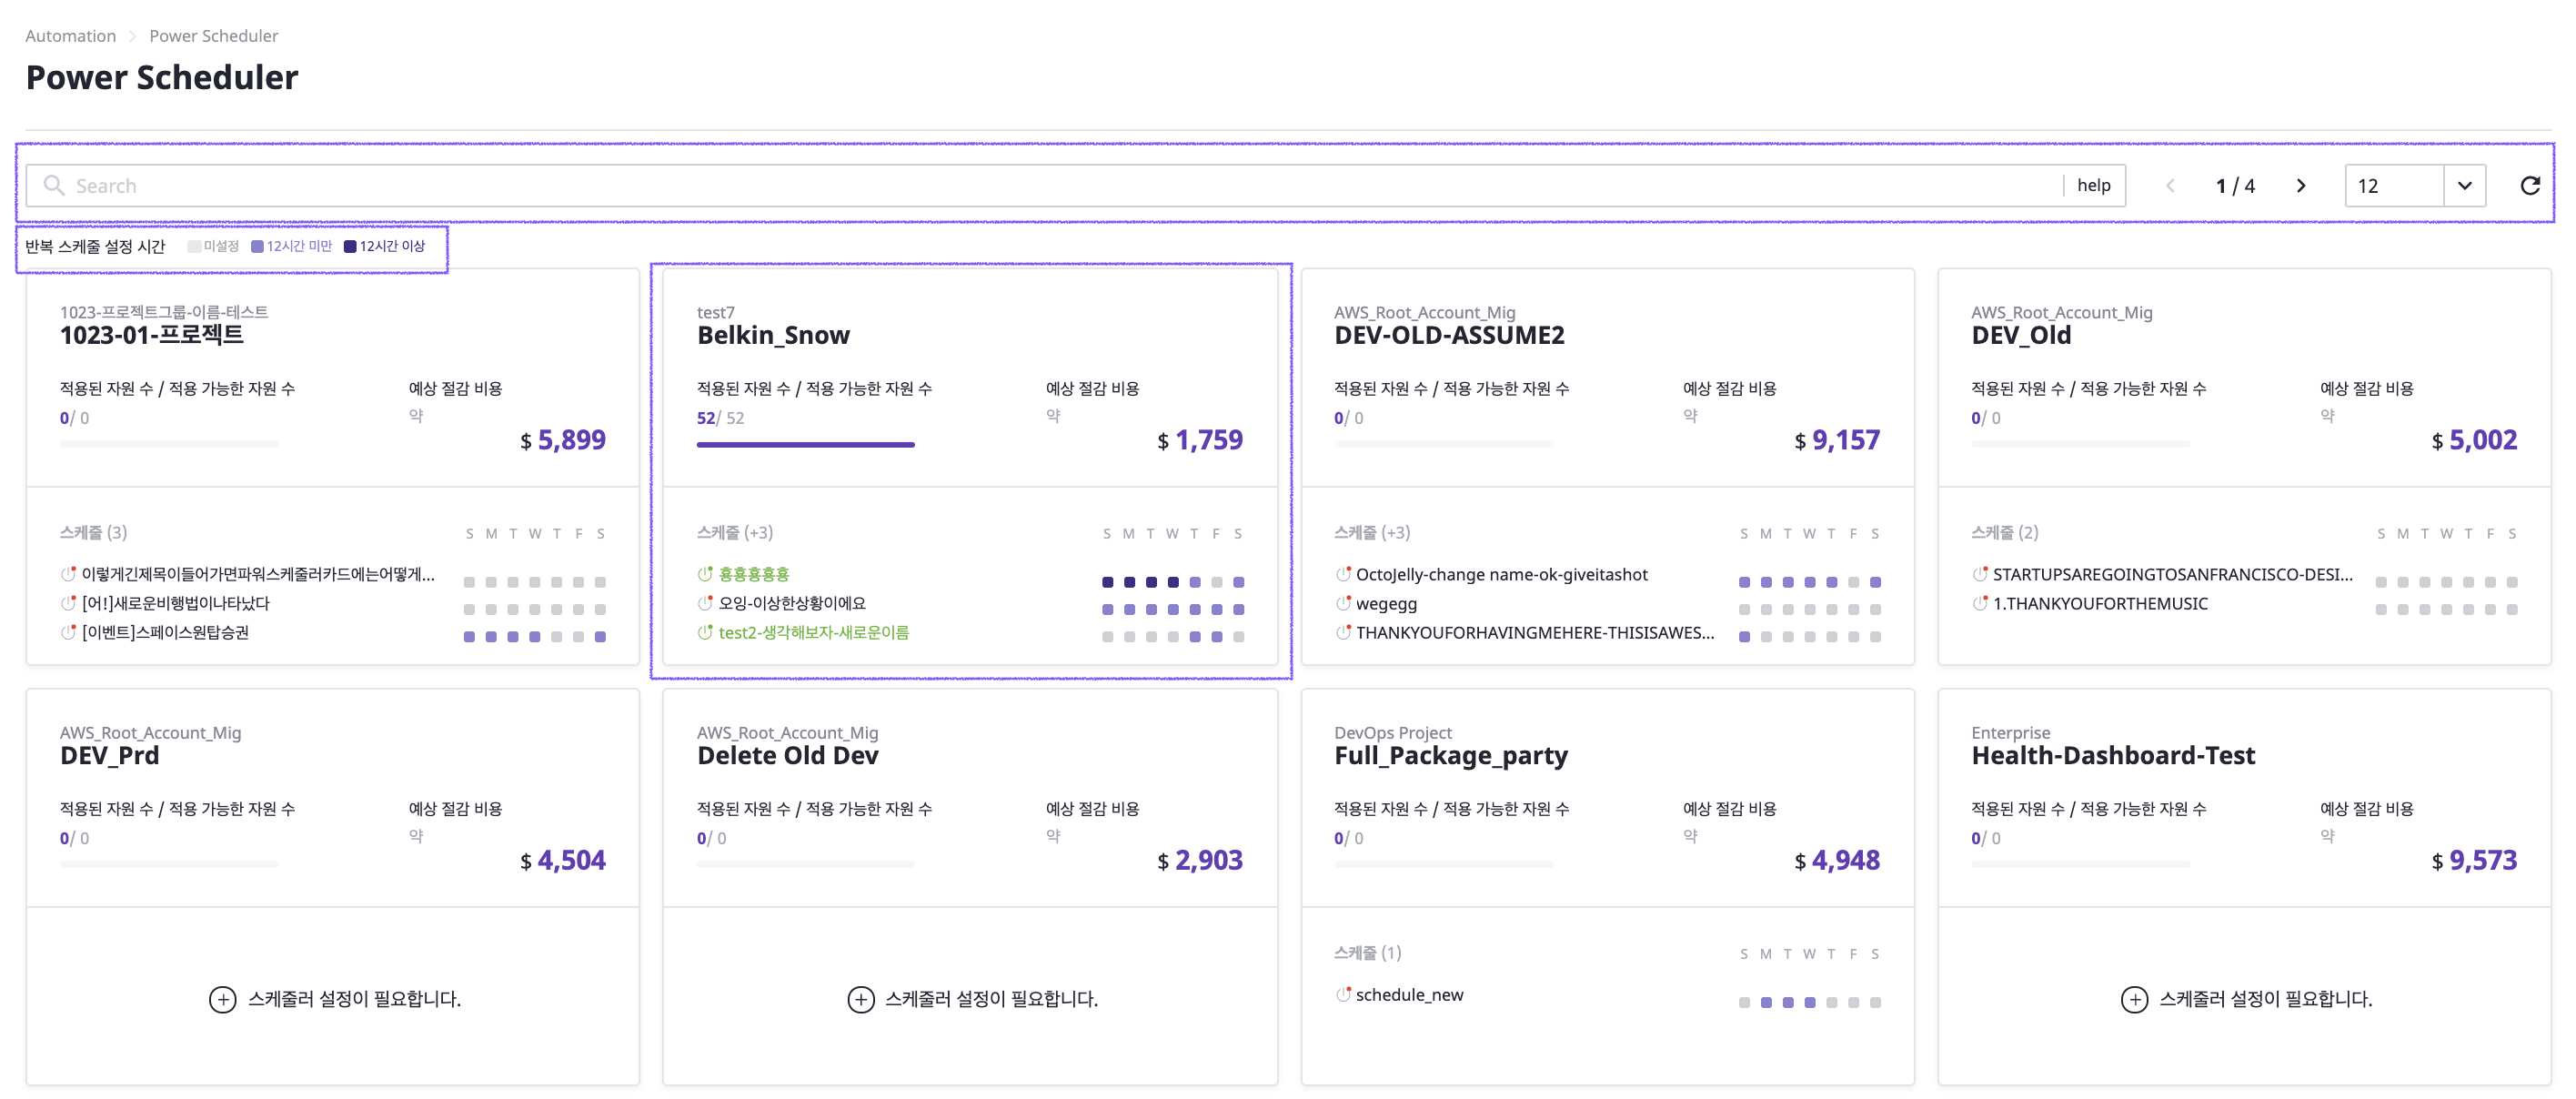 Automation > Power Scheduler
Power Scheduler
Search help 1 / 4 12
반복 스케줄 설정 시간 미설정 12시간 미만 12시간 이상
1023-프로젝트그룹-이름-테스트
1023-01-프로젝트
적용된 자원 수 / 적용 가능한 자원 수 예상 절감 비용
0/ 0 약
$ 5,899
스케줄 (3) S M T W T F S
이렇게긴제목이들어가면파워스케줄러카드에는어떻게...
[어!]새로운비행법이나타났다
[이벤트]스페이스원탑승권
test7
Belkin_Snow
적용된 자원 수 / 적용 가능한 자원 수 예상 절감 비용
52/ 52 약
$ 1,759
스케줄 (+3) S M T W T F S
흥흥흥흥흥
오잉-이상한상황이에요
test2-생각해보자-새로운이름
AWS_Root_Account_Mig
DEV-OLD-ASSUME2
적용된 자원 수 / 적용 가능한 자원 수 예상 절감 비용
0/ 0 약
$ 9,157
스케줄 (+3) S M T W T F S
OctoJelly-change name-ok-giveitashot
wegegg
THANKYOUFORHAVINGMEHERE-THISISAWES...
AWS_Root_Account_Mig
DEV_Old
적용된 자원 수 / 적용 가능한 자원 수 예상 절감 비용
0/ 0 약
$ 5,002
스케줄 (2) S M T W T F S
STARTUPSAREGOINGTOSANFRANCISCO-DESI...
1.THANKYOUFORTHEMUSIC
AWS_Root_Account_Mig
DEV_Prd
적용된 자원 수 / 적용 가능한 자원 수 예상 절감 비용
0/ 0 약
$ 4,504
스케줄러 설정이 필요합니다.
AWS_Root_Account_Mig
Delete Old Dev
적용된 자원 수 / 적용 가능한 자원 수 예상 절감 비용
0/ 0 약
$ 2,903
스케줄러 설정이 필요합니다.
DevOps Project
Full_Package_party
적용된 자원 수 / 적용 가능한 자원 수 예상 절감 비용
0/ 0 약
$ 4,948
스케줄 (1) S M T W T F S
schedule_new
Enterprise
Health-Dashboard-Test
적용된 자원 수 / 적용 가능한 자원 수 예상 절감 비용
0/ 0 약
$ 9,573
스케줄러 설정이 필요합니다.